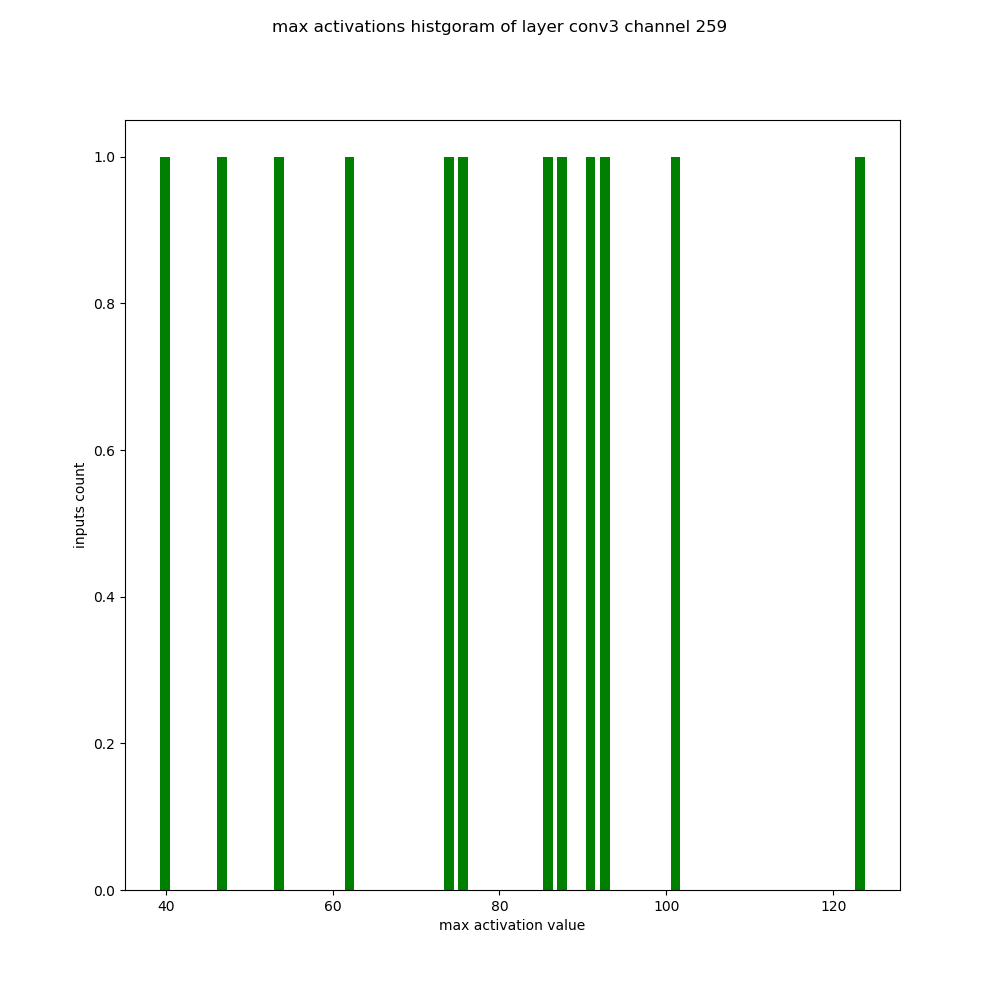 max activations histgoram of layer conv3 channel 259
1.0
0.8
0.6
0.4
0.2
0.0
inputs count
40 60 80 100 120
max activation value